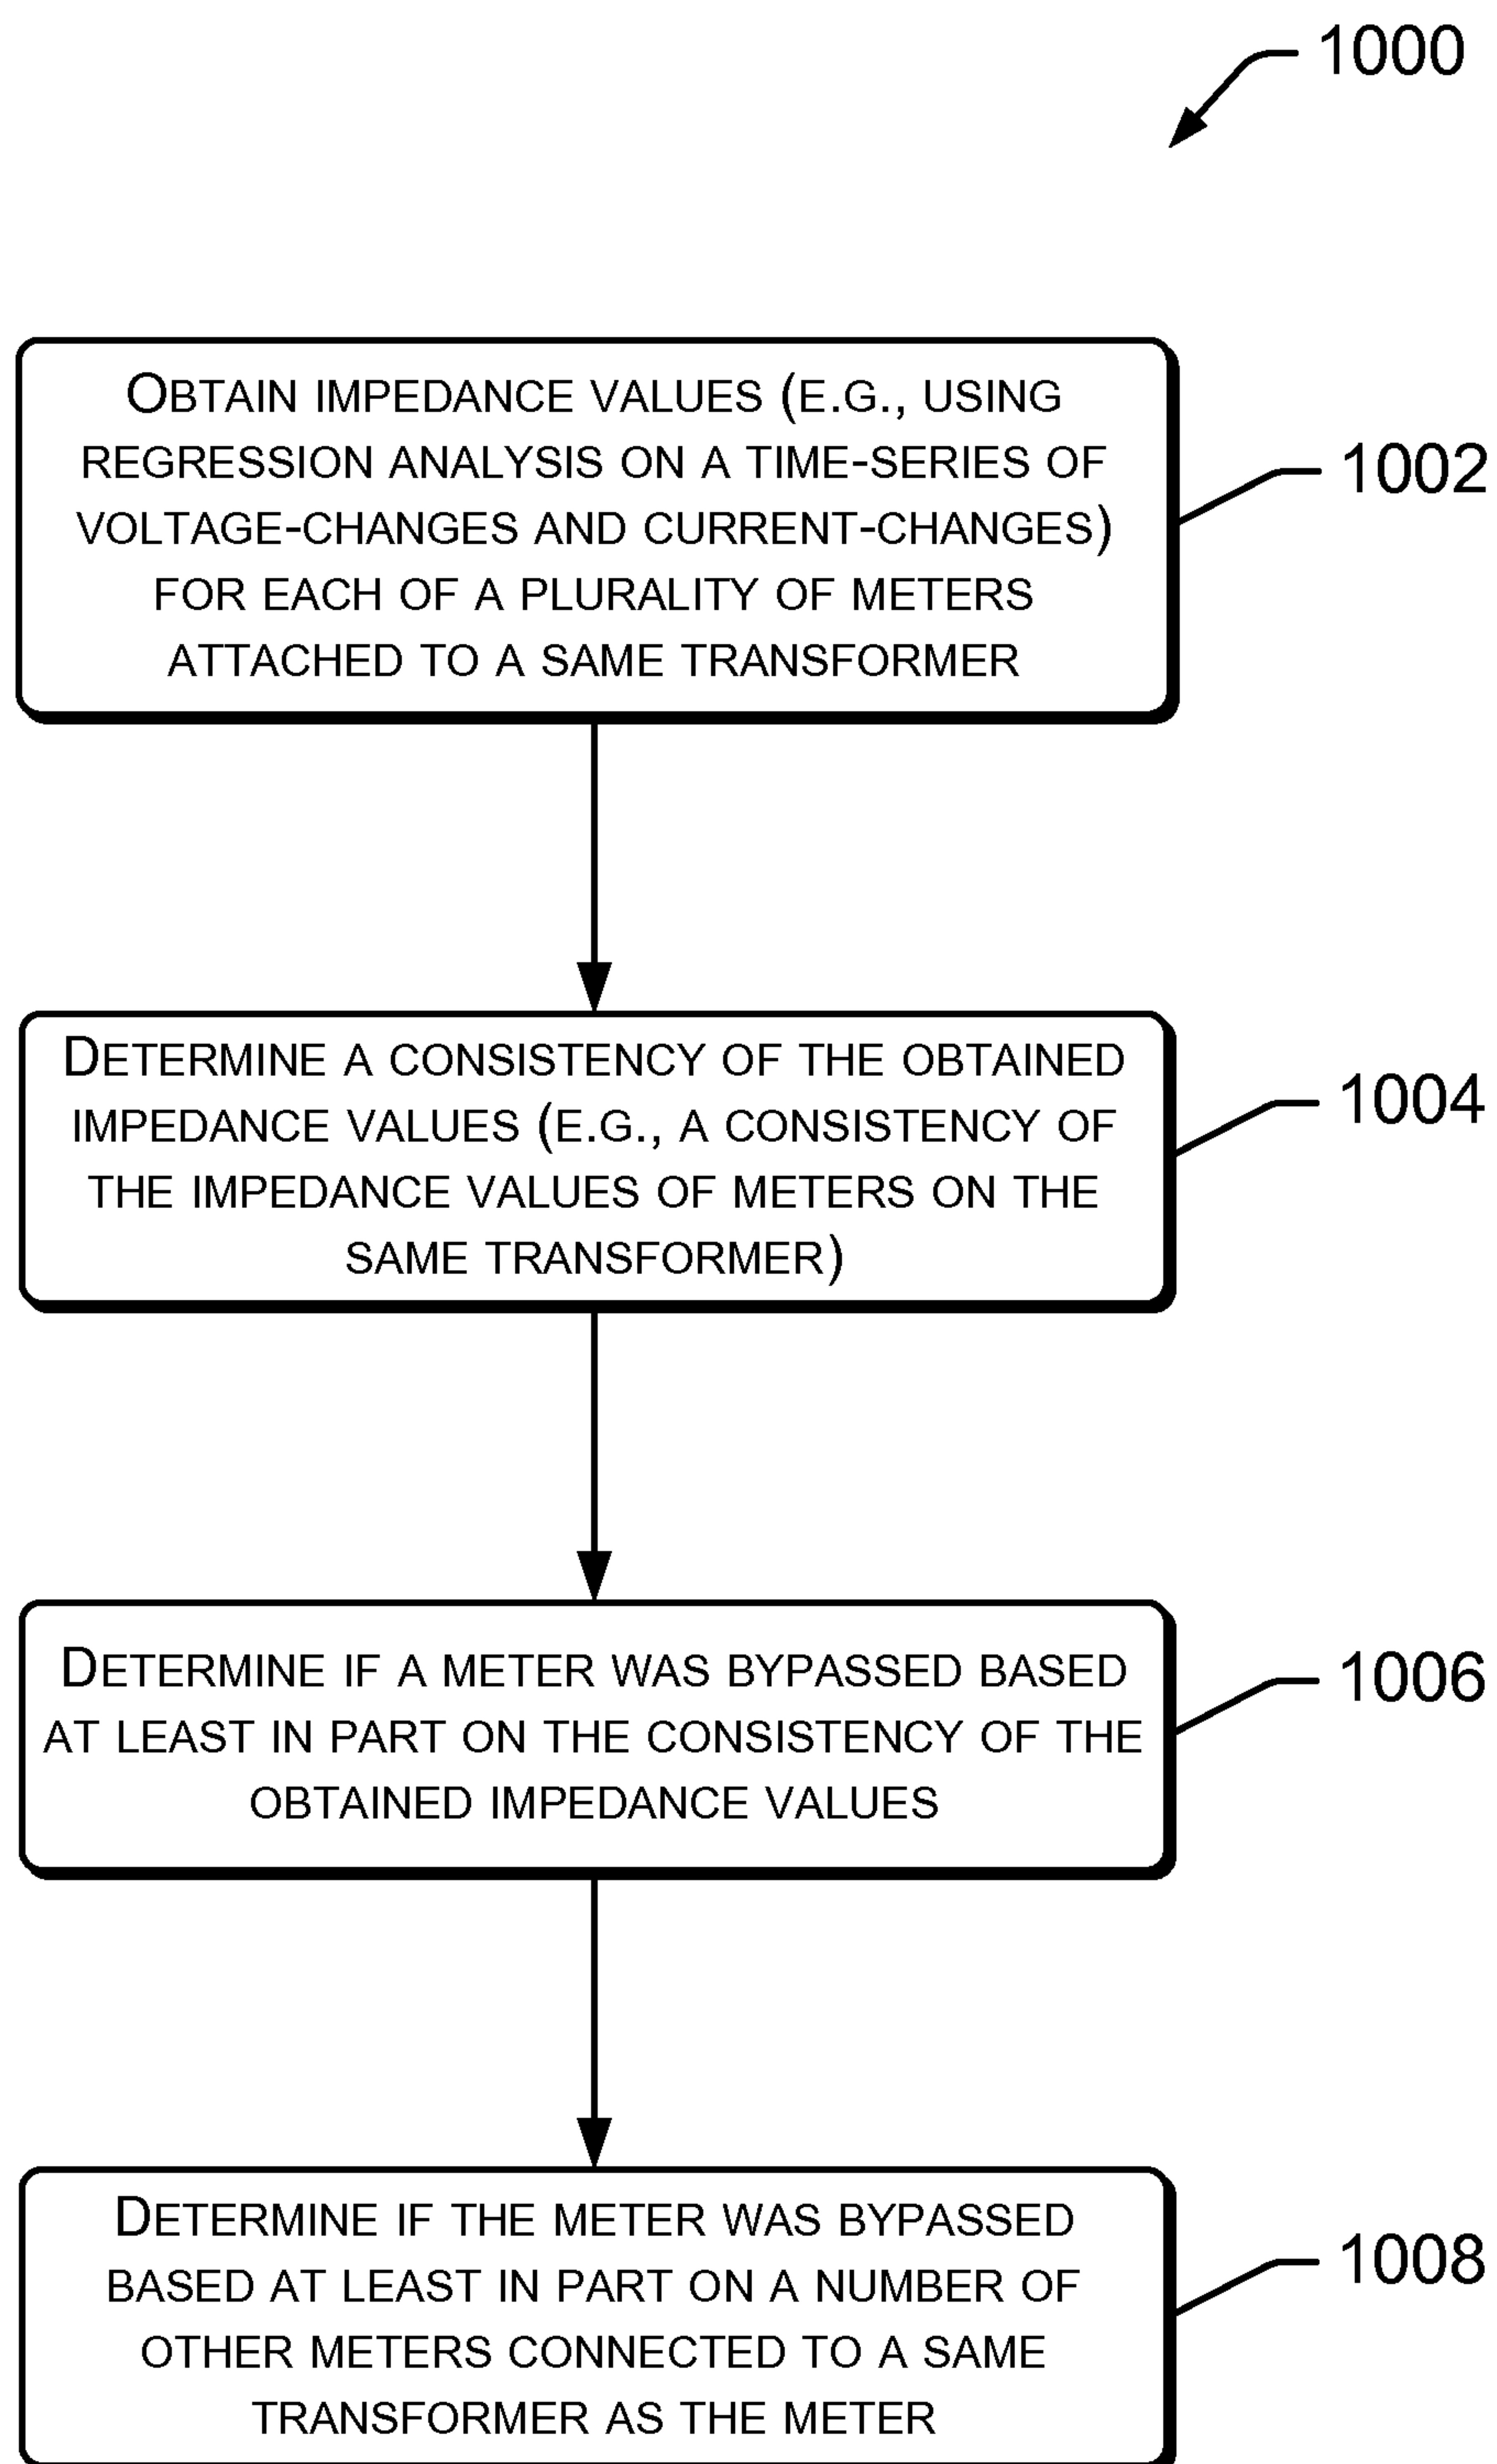 1000
OBTAIN IMPEDANCE VALUES (E.G., USING
REGRESSION ANALYSIS ON A TIME-SERIES OF
VOLTAGE-CHANGES AND CURRENT-CHANGES)
FOR EACH OF A PLURALITY OF METERS
ATTACHED TO A SAME TRANSFORMER
1002
DETERMINE A CONSISTENCY OF THE OBTAINED
IMPEDANCE VALUES (E.G., A CONSISTENCY OF
THE IMPEDANCE VALUES OF METERS ON THE
SAME TRANSFORMER)
1004
DETERMINE IF A METER WAS BYPASSED BASED
AT LEAST IN PART ON THE CONSISTENCY OF THE
OBTAINED IMPEDANCE VALUES
1006
DETERMINE IF THE METER WAS BYPASSED
BASED AT LEAST IN PART ON A NUMBER OF
OTHER METERS CONNECTED TO A SAME
TRANSFORMER AS THE METER
1008